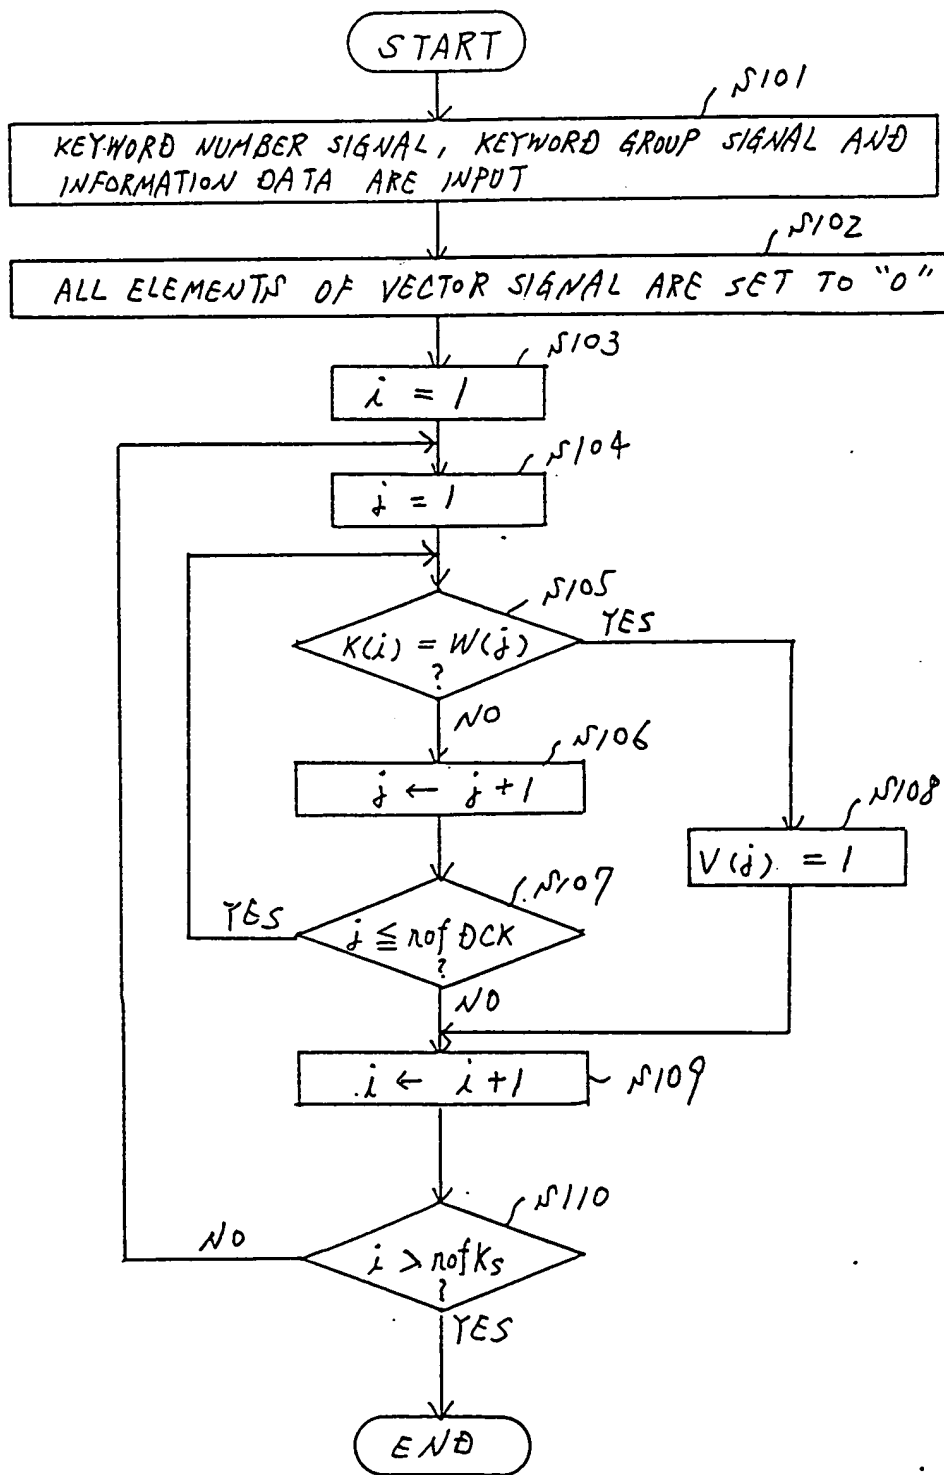 START
S101
KEYWORD NUMBER SIGNAL, KEYWORD GROUP SIGNAL AND
INFORMATION DATA ARE INPUT
S102
ALL ELEMENTS OF VECTOR SIGNAL ARE SET TO "0"
S103
i = 1
S104
j = 1
S105
K(i) = W(j)
?
YES
NO
S106
j ← j + 1
S108
V(j) = 1
S107
YES
j ≦ nofDCK
?
NO
i ← i + 1
S109
S110
NO
i > nofKs
?
YES
END